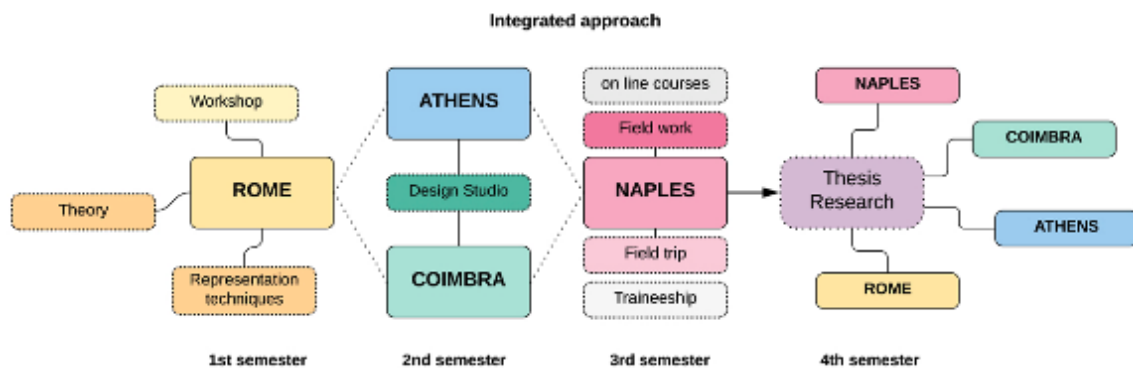 Integrated approach
Workshop
ROME
Theory
Representation
techniques
ATHENS
Design Studio
COIMBRA
on line courses
Field work
NAPLES
Field trip
Traineeship
NAPLES
COIMBRA
Thesis
Research
ATHENS
ROME
1st semester
2nd semester
3rd semester
4th semester